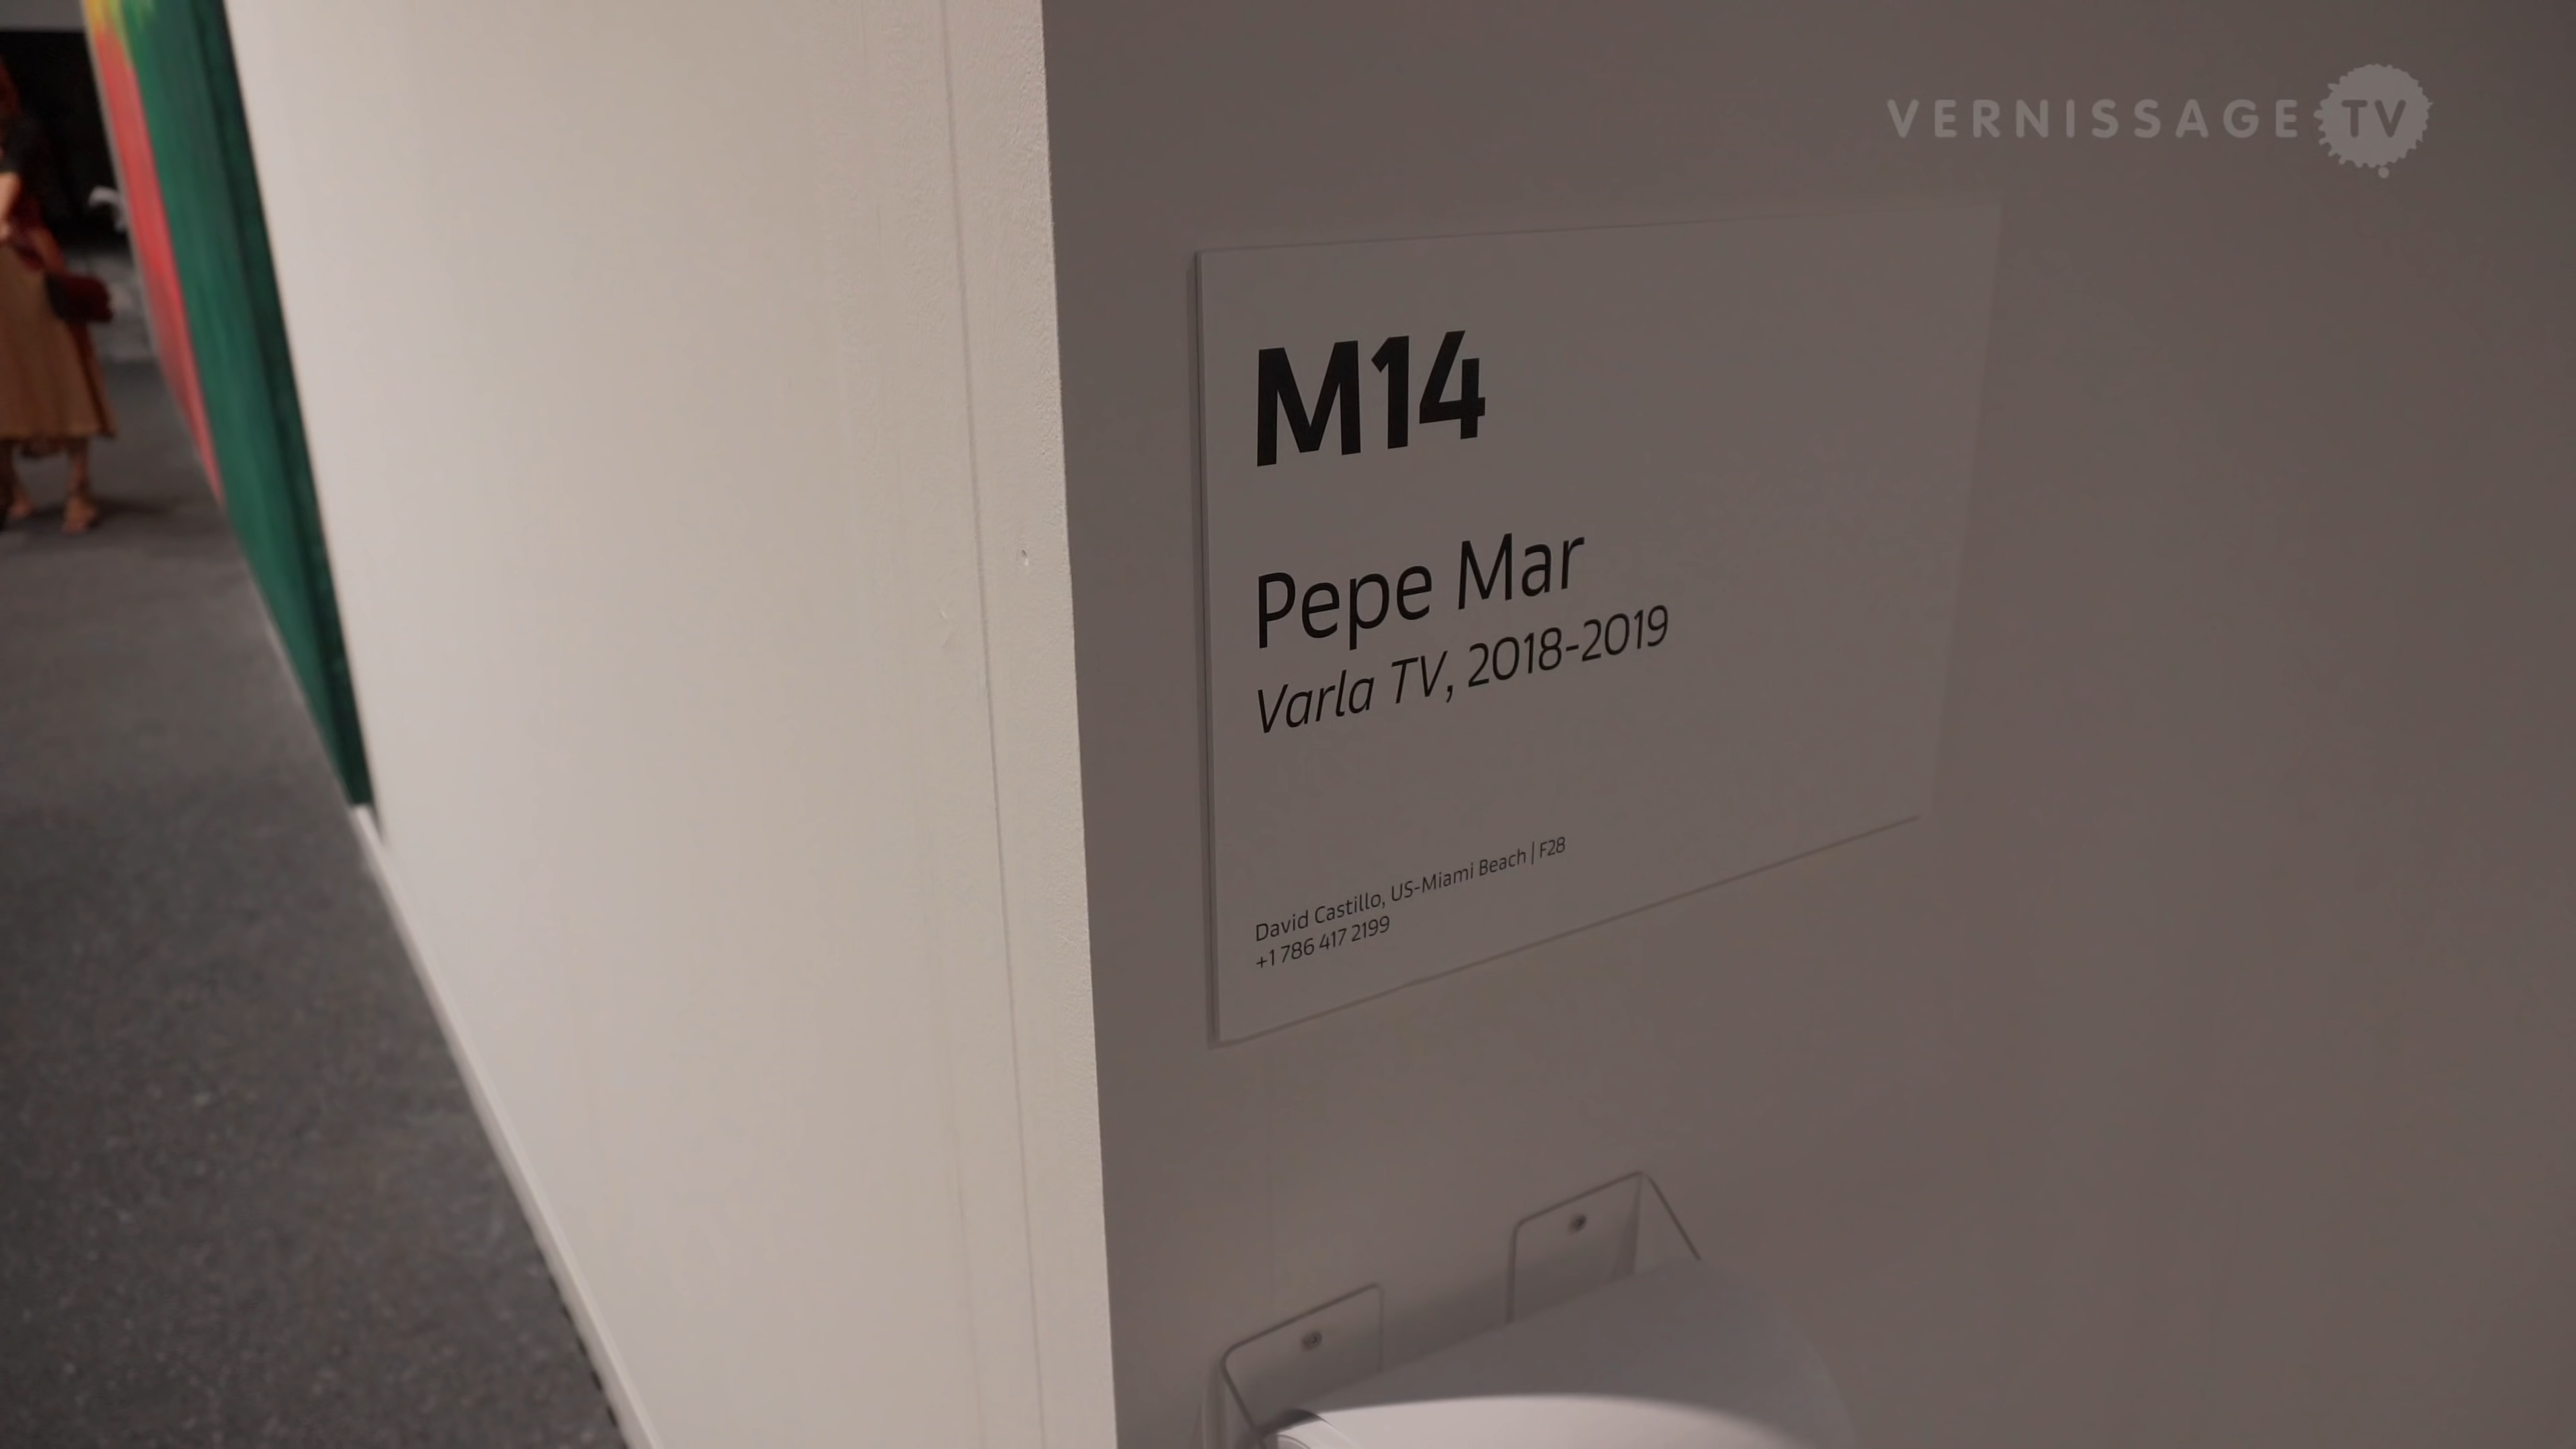 VERNISSAGE TV
M14
Pepe Mar
Varla TV, 2018-2019
David Castillo, US-Miami Beach | F28
+1 786 417 2199